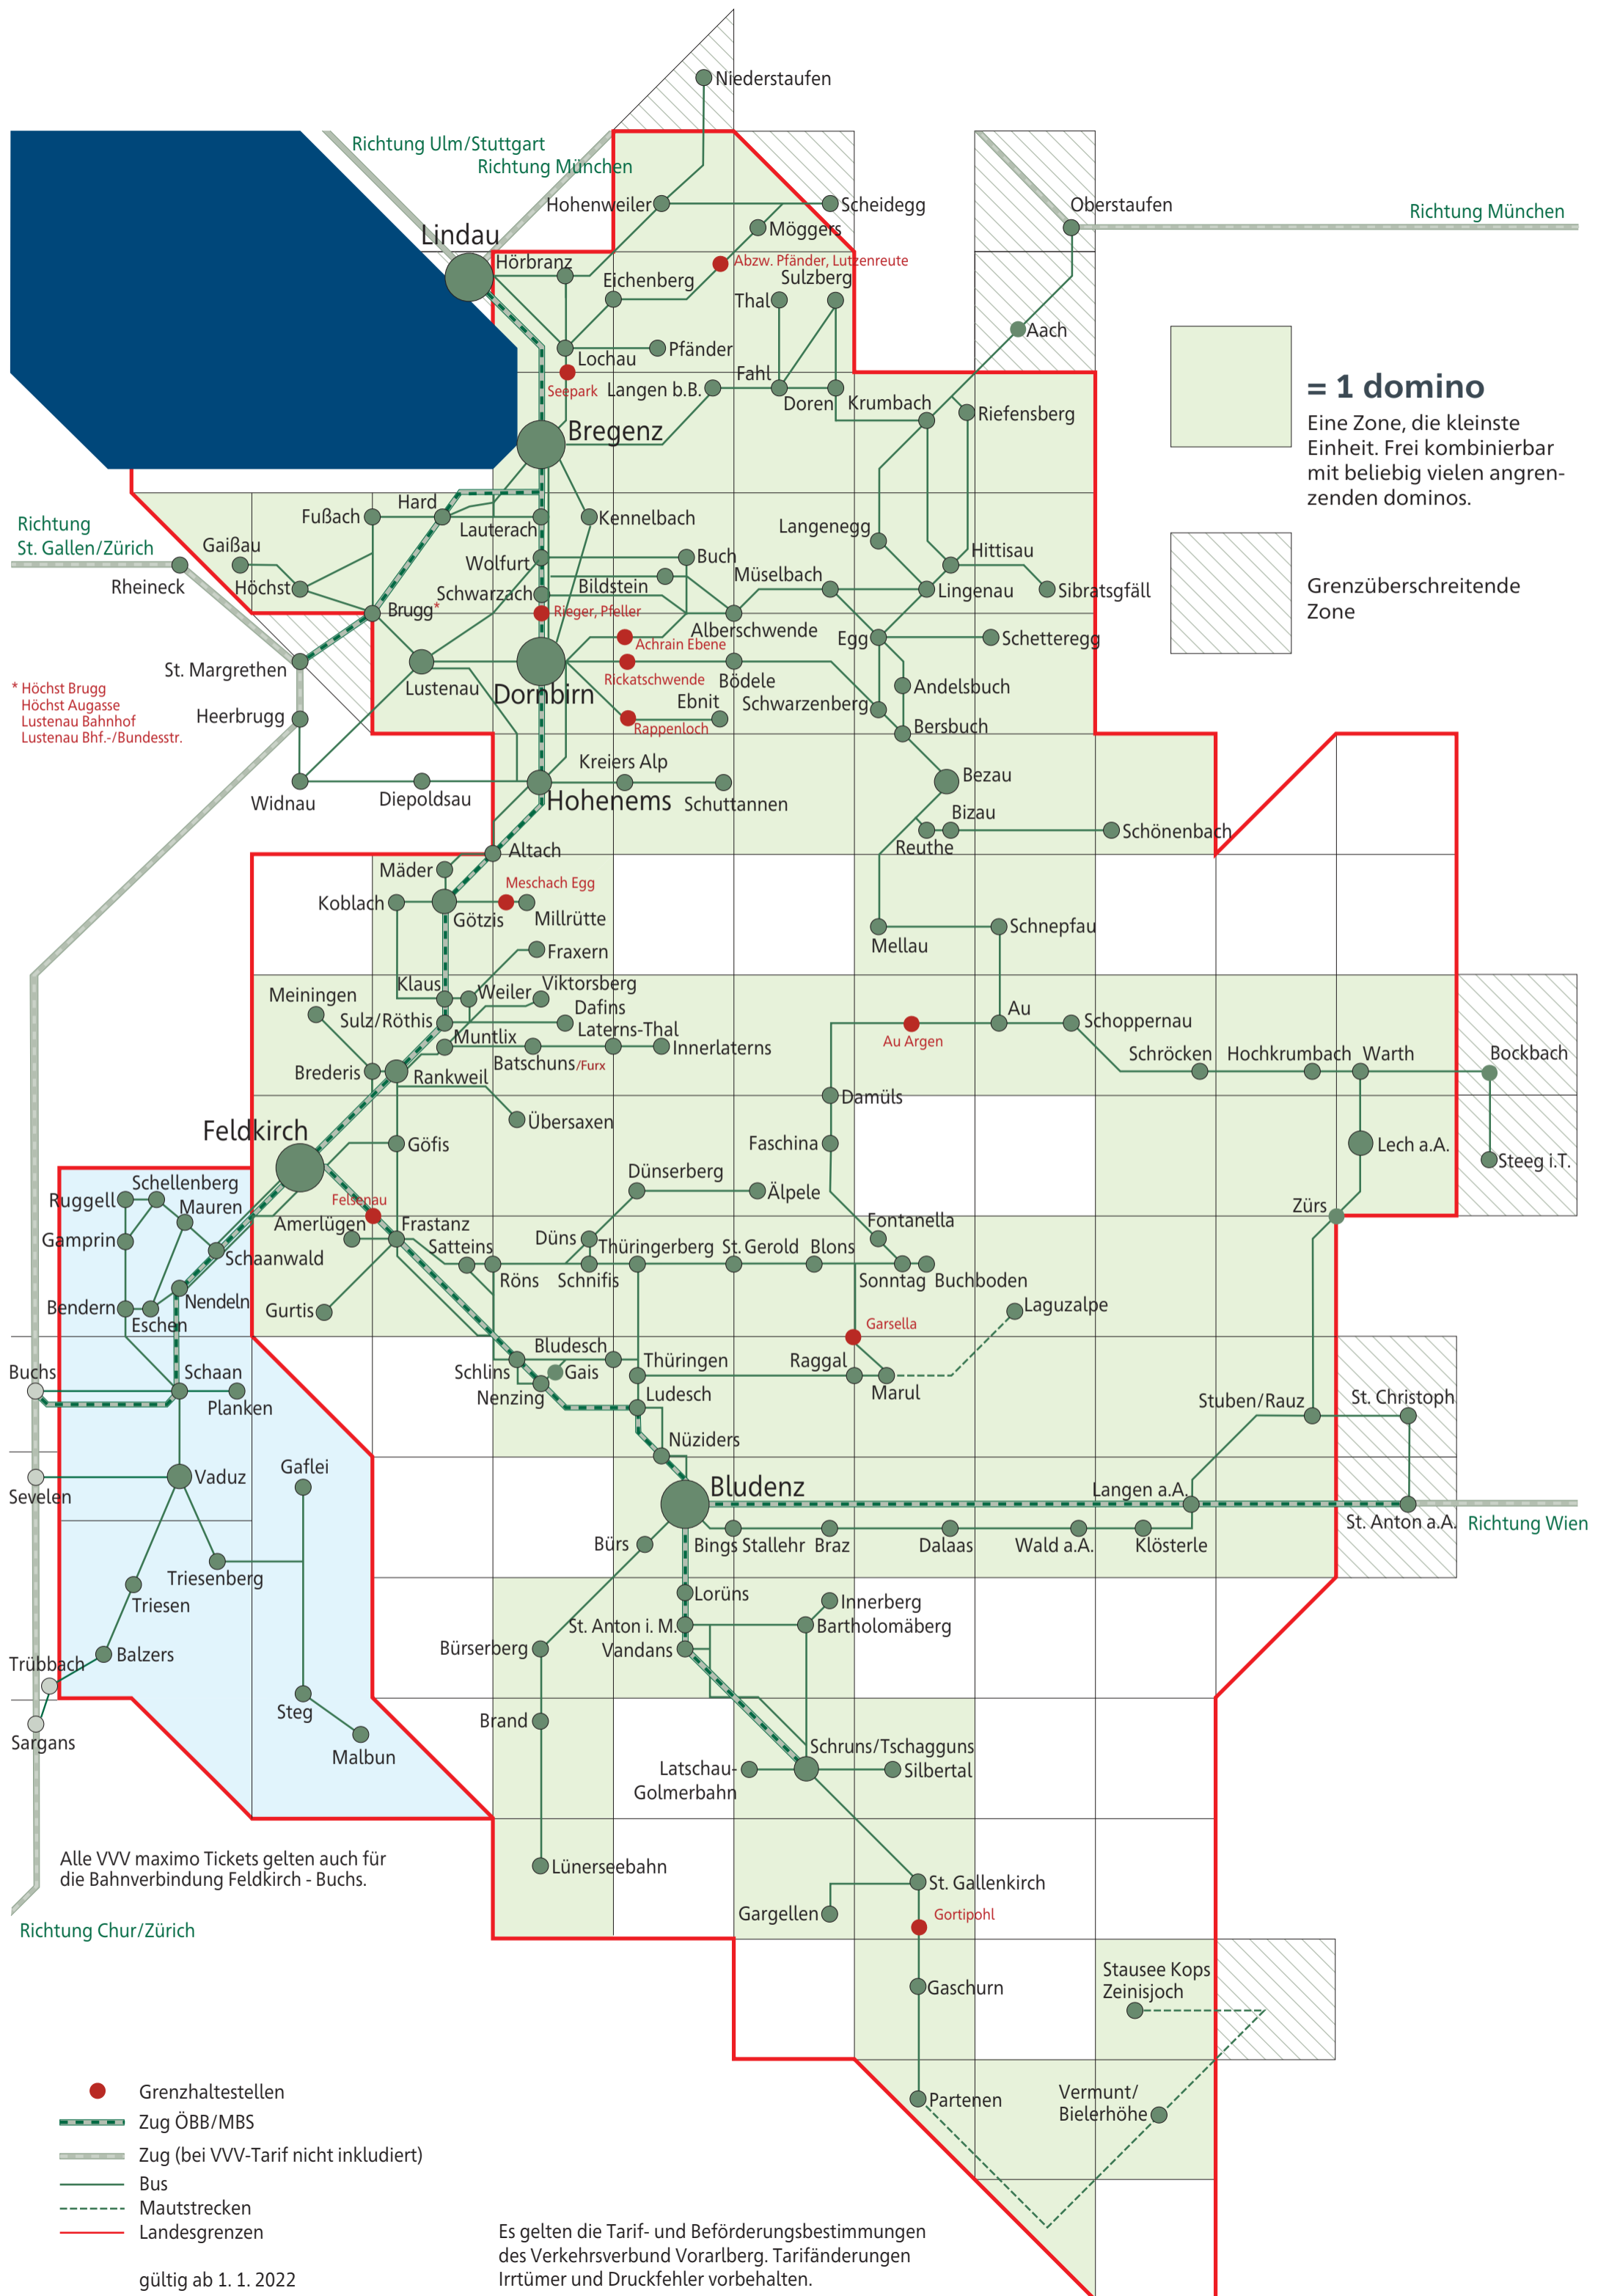 Niederstaufen
Richtung Ulm/Stuttgart
Richtung München
Hohenweiler
Scheidegg
Oberstaufen
Richtung München
Möggers
Lindau
Hörbranz
Abzw. Pfänder, Lutzenreute
Eichenberg
Sulzberg
Thal
Aach
Lochau
Pfänder
Seepark
Langen b.B.
Fahl
Doren
Krumbach
Riefensberg
= 1 domino
Eine Zone, die kleinste
Einheit. Frei kombinierbar
mit beliebig vielen angren-
zenden dominos.
Bregenz
Hard
Fußach
Lauterach
Kennelbach
Langenegg
Richtung
St. Gallen/Zürich
Gaißau
Rheineck
Höchst
Wolfurt
Buch
Hittisau
Bildstein
Müselbach
Lingenau
Sibratsgfäll
Grenzüberschreitende
Zone
Schwarzach
Brugg*
Rieger, Pfeller
Alberschwende
Achrain Ebene
Egg
Schetteregg
St. Margrethen
Lustenau
Dornbirn
Rickatschwende
Bödele
Andelsbuch
* Höchst Brugg
Höchst Augasse
Lustenau Bahnhof
Lustenau Bhf.-/Bundesstr.
Heerbrugg
Ebnit
Schwarzenberg
Rappenloch
Bersbuch
Kreiers Alp
Bezau
Widnau
Diepoldsau
Hohenems
Schuttannen
Bizau
Schönenbach
Reuthe
Altach
Mäder
Meschach Egg
Koblach
Götzis
Millrütte
Mellau
Schnepfau
Fraxern
Klaus
Weiler
Viktorsberg
Meiningen
Sulz/Röthis
Dafins
Au
Schoppernau
Muntlix
Laterns-Thal
Au Argen
Batschuns/Furx
Innerlaterns
Schröcken
Hochkrumbach
Warth
Bockbach
Brederis
Rankweil
Damüls
Übersaxen
Feldkirch
Göfis
Faschina
Lech a.A.
Steeg i.T.
Schellenberg
Ruggell
Mauren
Dünserberg
Älpele
Felsenau
Zürs
Gamprin
Amerlügen
Frastanz
Fontanella
Schaanwald
Satteins
Düns
Thüringerberg
St. Gerold
Blons
Röns
Schnifis
Sonntag
Buchboden
Nendeln
Bendern
Eschen
Gurtis
Laguzalpe
Garsella
Bludesch
Buchs
Schaan
Schlins
Gais
Thüringen
Raggal
Marul
Nenzing
Planken
Ludesch
Stuben/Rauz
St. Christoph
Nüziders
Vaduz
Gaflei
Bludenz
Langen a.A.
Sevelen
St. Anton a.A.
Richtung Wien
Bürs
Bings
Stallehr
Braz
Dalaas
Wald a.A.
Klösterle
Triesenberg
Triesen
Lorüns
Innerberg
St. Anton i. M.
Bartholomäberg
Bürserberg
Vandans
Trübbach
Balzers
Steg
Brand
Sargans
Malbun
Schruns/Tschagguns
Latschau-
Golmerbahn
Silbertal
Alle VVV maximo Tickets gelten auch für
die Bahnverbindung Feldkirch - Buchs.
Lünerseebahn
St. Gallenkirch
Gargellen
Gortipohl
Richtung Chur/Zürich
Stausee Kops
Zeinisjoch
Gaschurn
Partenen
Vermunt/
Bielerhöhe
Grenzhaltestellen
Zug ÖBB/MBS
Zug (bei VVV-Tarif nicht inkludiert)
Bus
Mautstrecken
Landesgrenzen
gültig ab 1. 1. 2022
Es gelten die Tarif- und Beförderungsbestimmungen
des Verkehrsverbund Vorarlberg. Tarifänderungen
Irrtümer und Druckfehler vorbehalten.